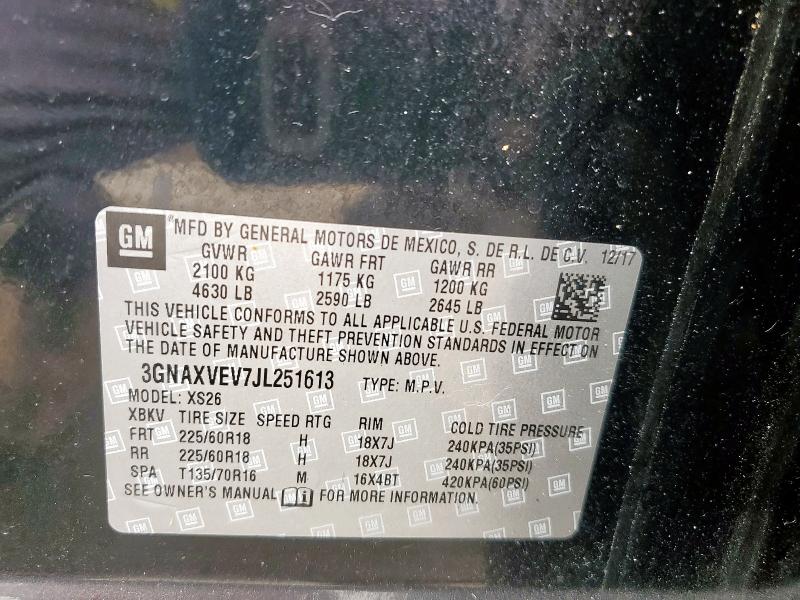 GM
MFD BY GENERAL MOTORS DE MEXICO, S. DE R.L. DE C.V. 12/17
GVWR GAWR FRT GAWR RR
2100 KG 1175 KG 1200 KG
4630 LB 2590 LB 2645 LB
THIS VEHICLE CONFORMS TO ALL APPLICABLE U.S. FEDERAL MOTOR
VEHICLE SAFETY AND THEFT PREVENTION STANDARDS IN EFFECT ON
THE DATE OF MANUFACTURE SHOWN ABOVE.
3GNAXVEV7JL251613 TYPE: M.P.V.
MODEL: XS26
XBKV TIRE SIZE SPEED RTG RIM COLD TIRE PRESSURE
FRT 225/60R18 H 18X7J 240KPA(35PSI)
RR 225/60R18 H 18X7J 240KPA(35PSI)
SPA T135/70R16 M 16X4BT 420KPA(60PSI)
SEE OWNER'S MANUAL FOR MORE INFORMATION.